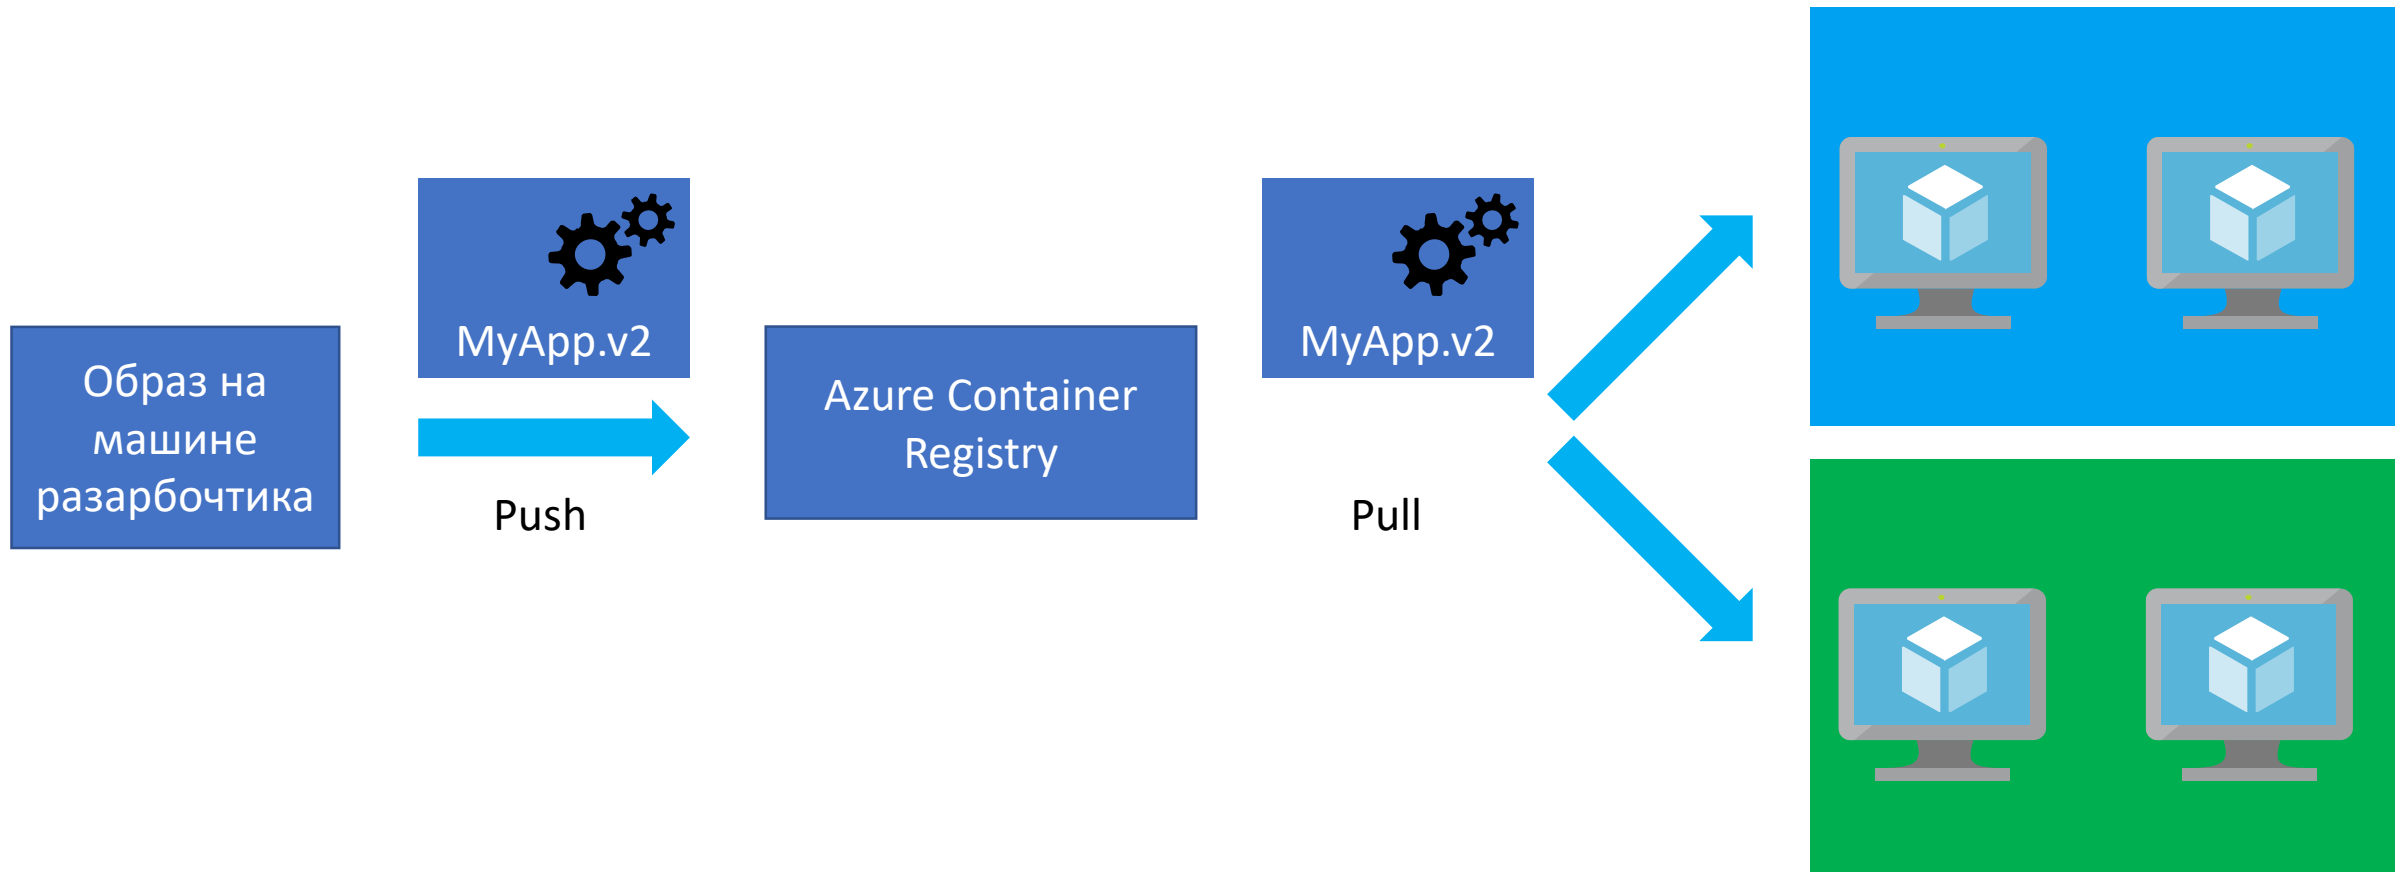 Образ на
машине
разарбочтика
MyApp.v2
Push
Azure Container
Registry
MyApp.v2
Pull